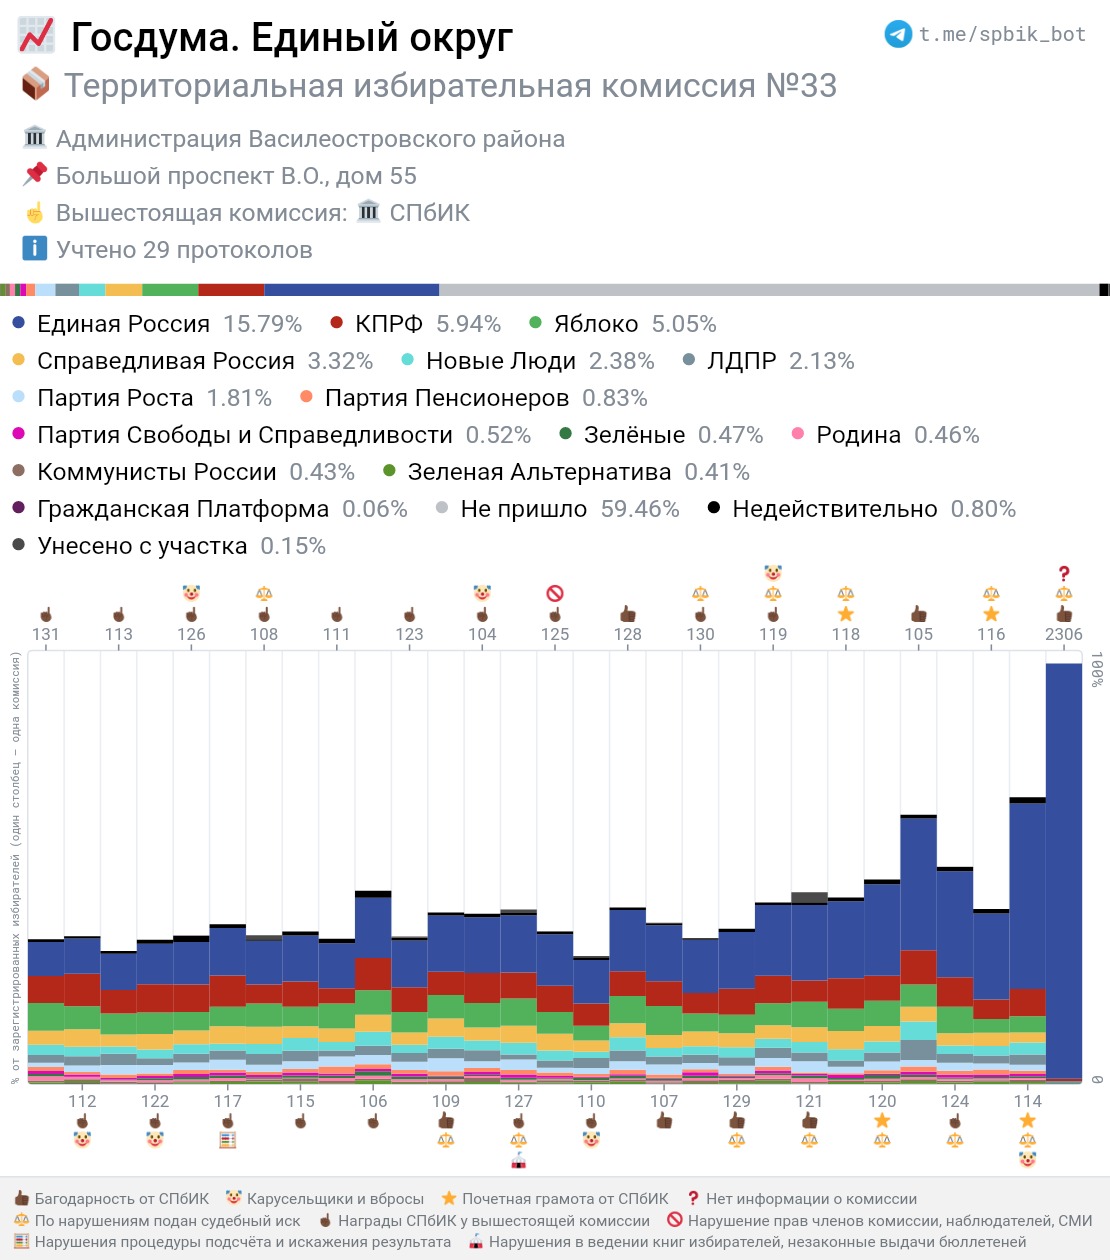 Госдума. Единый округ
t.me/spbik_bot
Территориальная избирательная комиссия №33
Администрация Василеостровского района
Большой проспект В.О., дом 55
Вышестоящая комиссия: СПбИК
Учтено 29 протоколов
Единая Россия 15.79% КПРФ 5.94% Яблоко 5.05%
Справедливая Россия 3.32% Новые Люди 2.38% ЛДПР 2.13%
Партия Роста 1.81% Партия Пенсионеров 0.83%
Партия Свободы и Справедливости 0.52% Зелёные 0.47% Родина 0.46%
Коммунисты России 0.43% Зеленая Альтернатива 0.41%
Гражданская Платформа 0.06% Не пришло 59.46% Недействительно 0.80%
Унесено с участка 0.15%
131 113 126 108 111 123 104 125 128 130 119 118 105 116 2306
% от зарегистрированных избирателей (один столбец — одна комиссия)
100%
0
112 122 117 115 106 109 127 110 107 129 121 120 124 114
Багодарность от СПбИК Карусельщики и вбросы Почетная грамота от СПбИК Нет информации о комиссии
По нарушениям подан судебный иск Награды СПбИК у вышестоящей комиссии Нарушение прав членов комиссии, наблюдателей, СМИ
Нарушения процедуры подсчёта и искажения результата Нарушения в ведении книг избирателей, незаконные выдачи бюллетеней